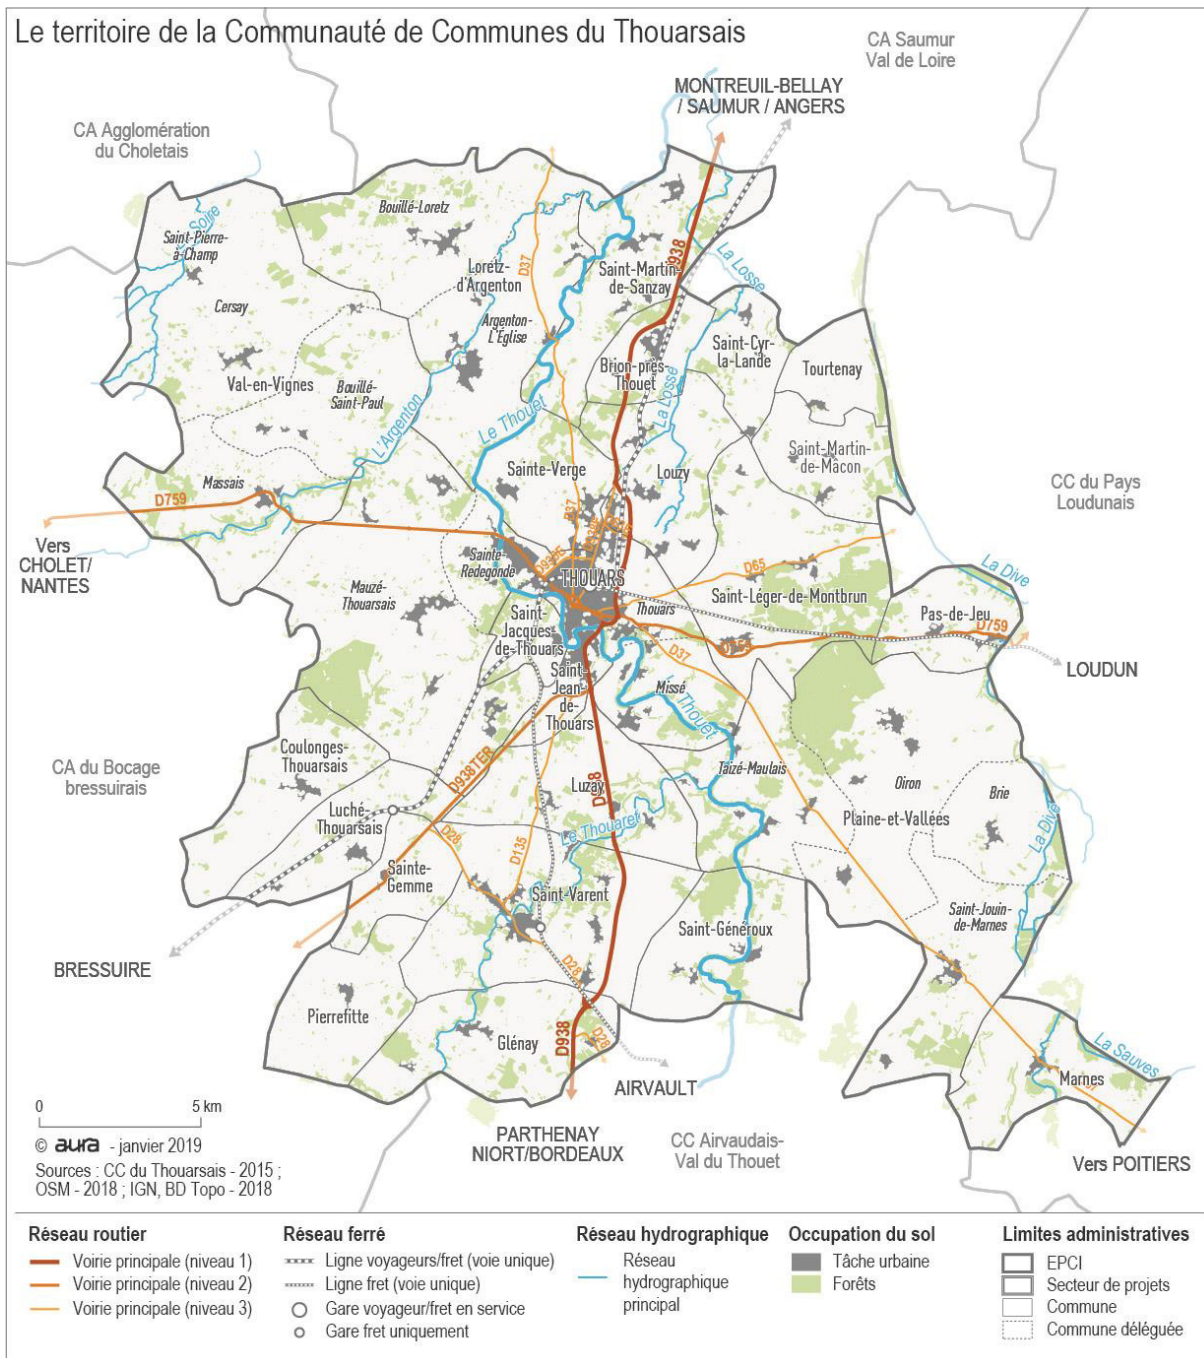 Le territoire de la Communauté de Communes du Thouarsais
CA Saumur
Val de Loire
MONTREUIL-BELLAY
/ SAUMUR / ANGERS
CA Agglomération
du Choletais
Bouillé-Loretz
Saint-Pierre-
à-Champ
Cersay
Loretz-
d'Argenton
D37
Saint-Martin-
de-Sanzay
D938
La Losse
Argenton-
L'Eglise
Saint-Cyr-
la-Lande
Brion-près-
Thouet
Tourtenay
Val-en-Vignes
Bouillé-
Saint-Paul
L'Argenton
Le Thouet
La Losse
Saint-Martin-
de-Mâcon
Sainte-Verge
Louzy
Massais
D759
D37
CC du Pays
Loudunais
Vers
CHOLET/
NANTES
Sainte-
Radegonde
THOUARS
D65
La Dive
Mauzé-
Thouarsais
Thouars
Saint-Léger-de-Montbrun
Pas-de-Jeu
D759
Saint-
Jacques-
de-Thouars
D37
LOUDUN
Saint-
Jean-
de-
Thouars
Missé
Le Thouet
Coulonges-
Thouarsais
D938TER
CA du Bocage
bressuirais
Taizé-Maulais
Oiron
Brie
Luzay
Luché-
Thouarsais
D28
D135
Le Thouaret
Plaine-et-Vallées
La Dive
Sainte-
Gemme
Saint-Varent
Saint-Jouin-
de-Marnes
Saint-Généroux
BRESSUIRE
D28
Pierrefitte
Glénay
D938
D28
La Sauves
Marnes
AIRVAULT
0 5 km
© aura - janvier 2019
PARTHENAY
NIORT/BORDEAUX
CC Airvaudais-
Val du Thouet
Vers POITIERS
Sources : CC du Thouarsais - 2015 ;
OSM - 2018 ; IGN, BD Topo - 2018
Réseau routier
Voirie principale (niveau 1)
Voirie principale (niveau 2)
Voirie principale (niveau 3)
Réseau ferré
Ligne voyageurs/fret (voie unique)
Ligne fret (voie unique)
Gare voyageur/fret en service
Gare fret uniquement
Réseau hydrographique
Réseau
hydrographique
principal
Occupation du sol
Tâche urbaine
Forêts
Limites administratives
EPCI
Secteur de projets
Commune
Commune déléguée